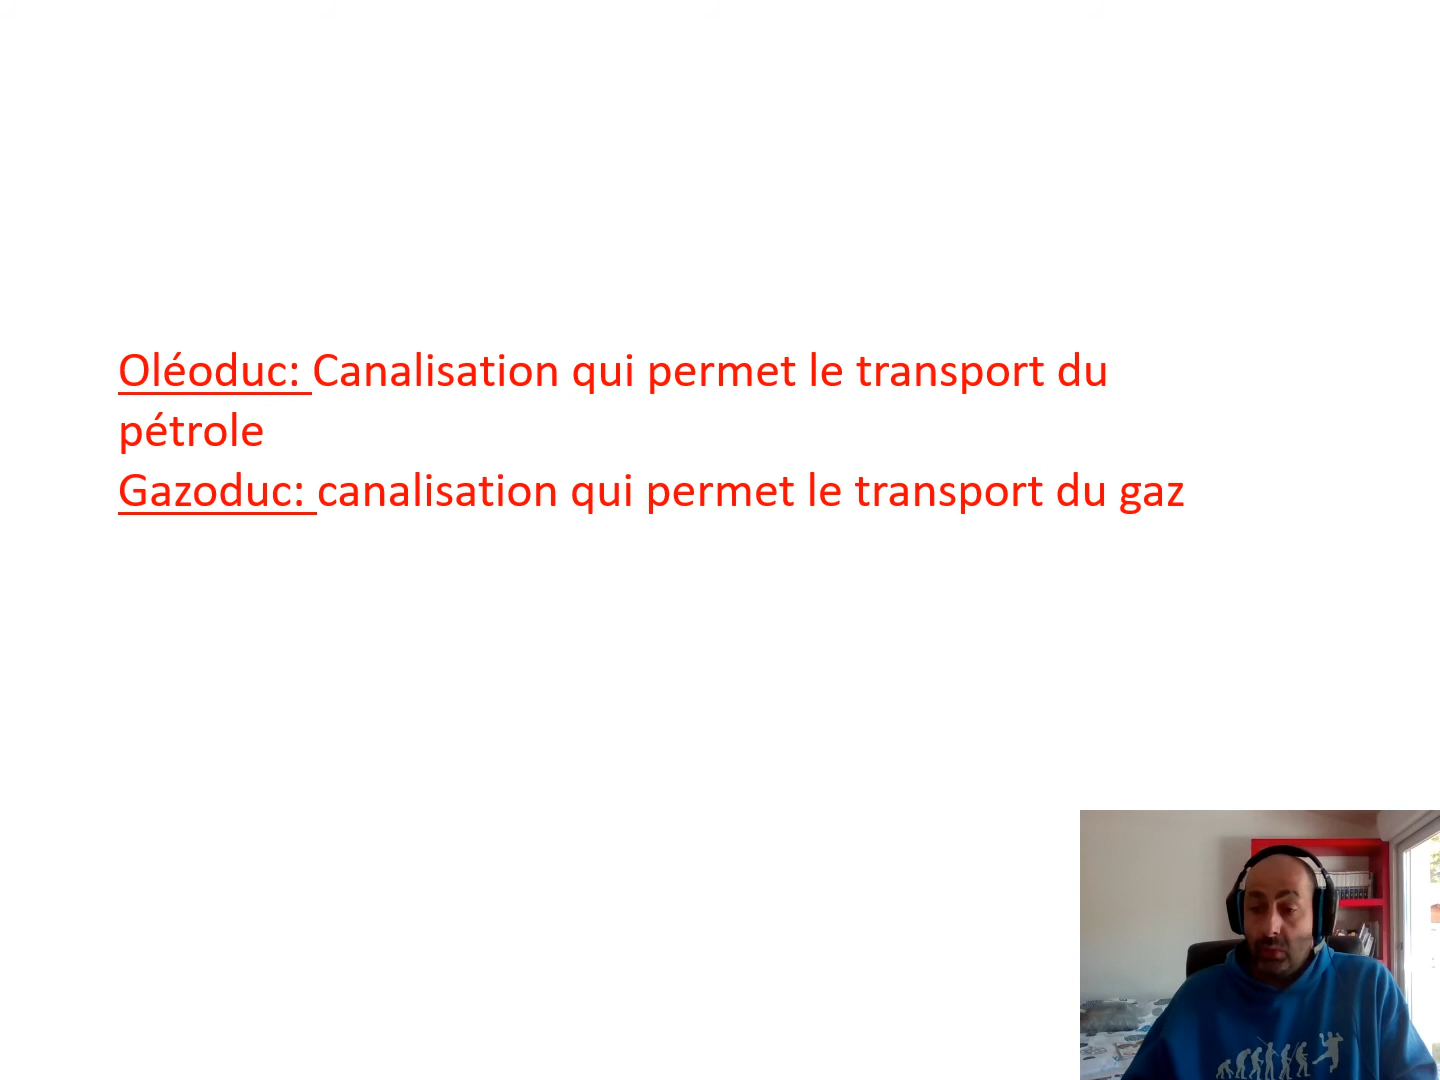 Oléoduc: Canalisation qui permet le transport du
pétrole
Gazoduc: canalisation qui permet le transport du gaz